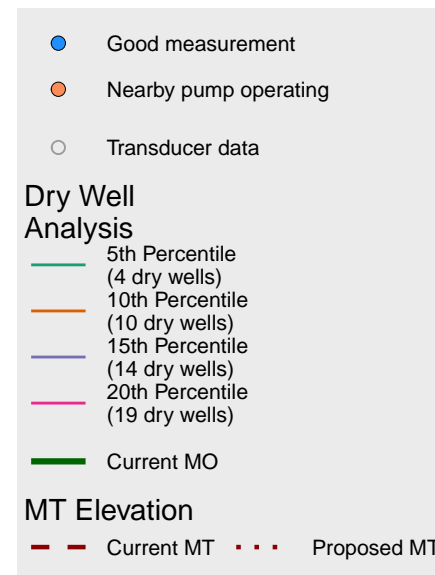 Good measurement
Nearby pump operating
Transducer data
Dry Well
Analysis
5th Percentile
(4 dry wells)
10th Percentile
(10 dry wells)
15th Percentile
(14 dry wells)
20th Percentile
(19 dry wells)
Current MO
MT Elevation
Current MT Proposed MT